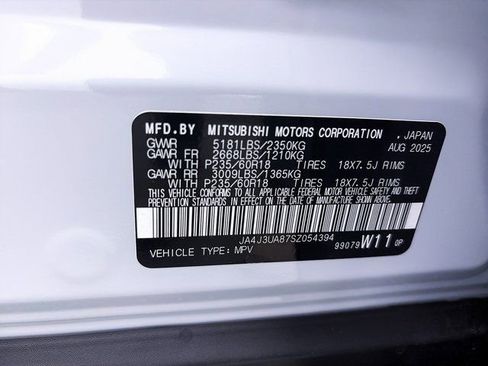 MFD.BY MITSUBISHI MOTORS CORPORATION, JAPAN
GVWR 5181LBS/2350KG AUG 2025
GAWR FR 2668LBS/1210KG
WITH P235/60R18 TIRES 18X7.5J RIMS
GAWR RR 3009LBS/1365KG
WITH P235/60R18 TIRES 18X7.5J RIMS
THIS VEHICLE CONFORMS TO ALL APPLICABLE FEDERAL MOTOR VEHICLE SAFETY AND THEFT
PREVENTION STANDARDS IN EFFECT ON THE DATE OF MANUFACTURE SHOWN ABOVE.
JA4J3UA87SZ054394
VEHICLE TYPE: MPV 99079 W11 0P